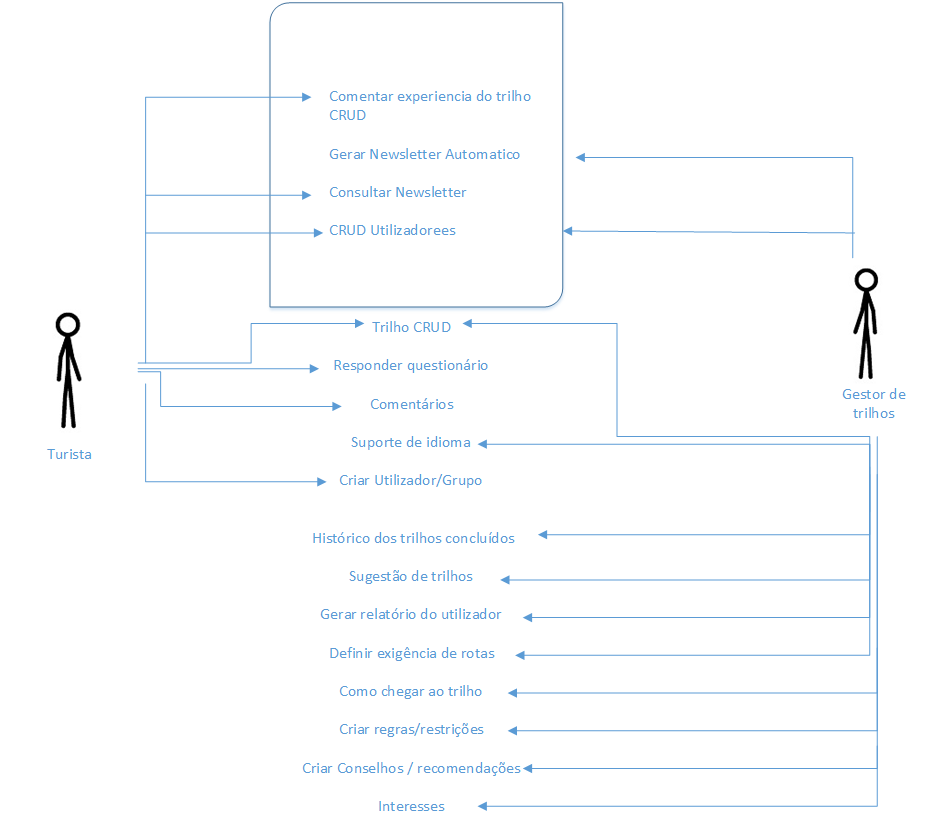 Comentar experiencia do trilho
CRUD
Gerar Newsletter Automatico
Consultar Newsletter
CRUD Utilizadorees
Trilho CRUD
Responder questionário
Comentários
Suporte de idioma
Criar Utilizador/Grupo
Histórico dos trilhos concluídos
Sugestão de trilhos
Gerar relatório do utilizador
Definir exigência de rotas
Como chegar ao trilho
Criar regras/restrições
Criar Conselhos / recomendações
Interesses
Turista
Gestor de
trilhos